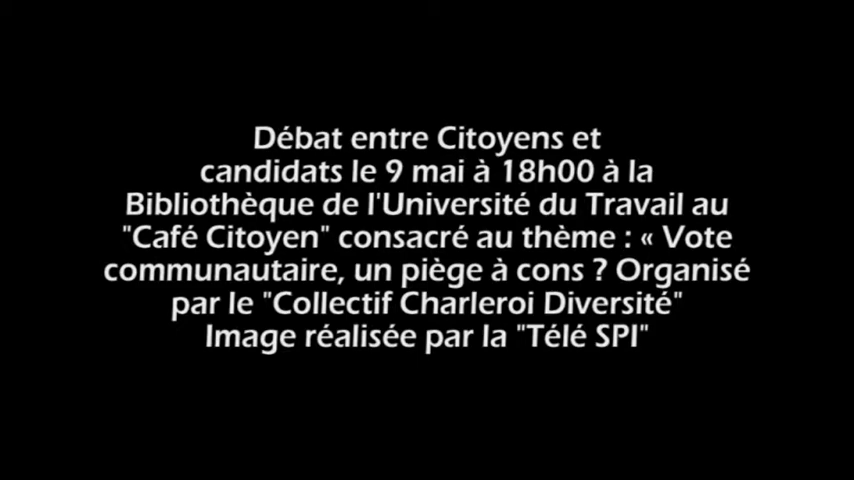 Débat entre Citoyens et
candidats le 9 mai à 18h00 à la
Bibliothèque de l'Université du Travail au
"Café Citoyen" consacré au thème : « Vote
communautaire, un piège à cons ? Organisé
par le "Collectif Charleroi Diversité"
Image réalisée par la "Télé SPI"